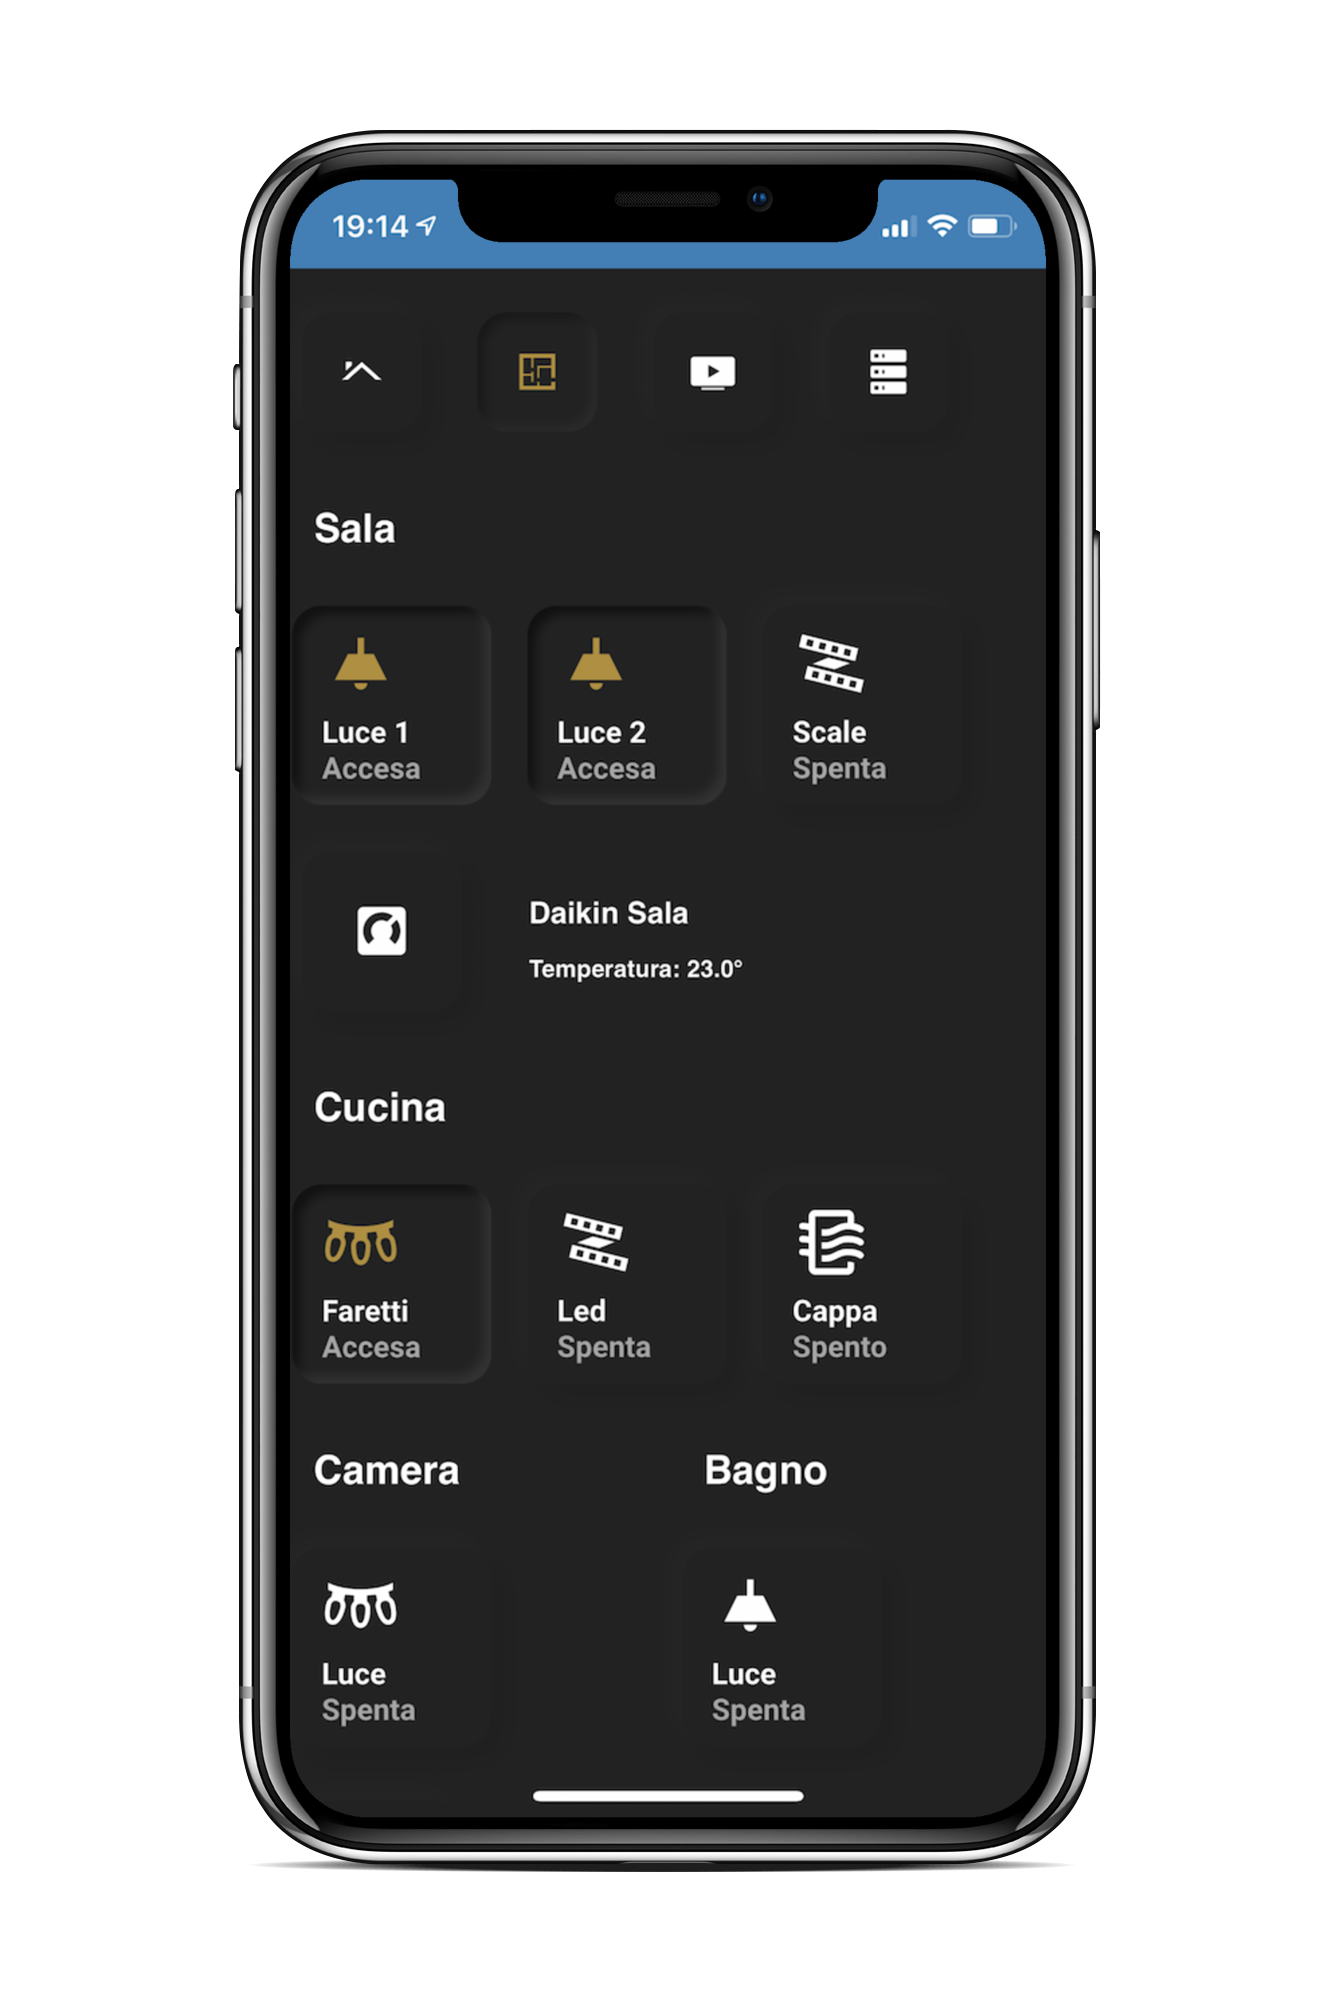 19:14
Sala
Luce 1
Accesa
Luce 2
Accesa
Scale
Spenta
Daikin Sala
Temperatura: 23.0°
Cucina
Faretti
Accesa
Led
Spenta
Cappa
Spento
Camera
Bagno
Luce
Spenta
Luce
Spenta